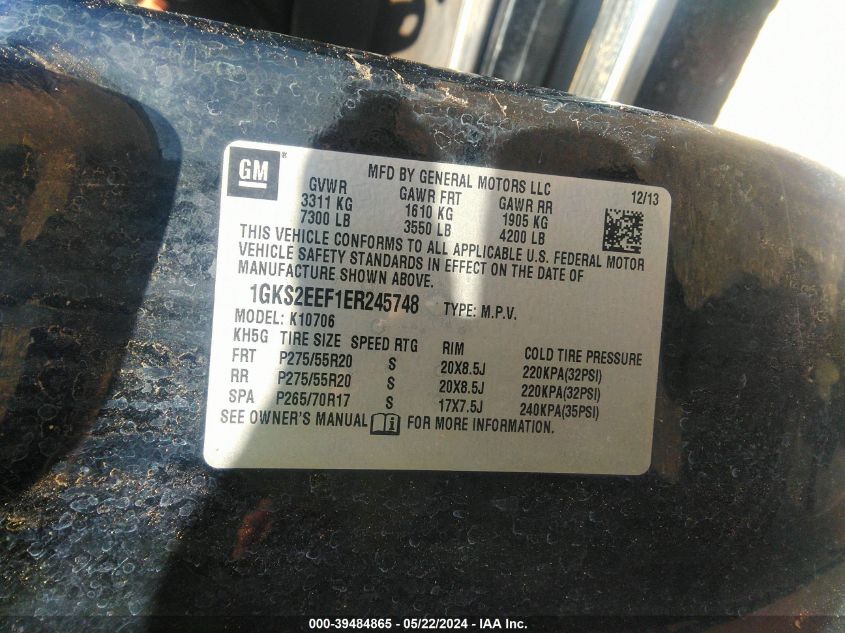 GM ®
MFD BY GENERAL MOTORS LLC
GVWR GAWR FRT GAWR RR 12/13
3311 KG 1610 KG 1905 KG
7300 LB 3550 LB 4200 LB
THIS VEHICLE CONFORMS TO ALL APPLICABLE U.S. FEDERAL MOTOR
VEHICLE SAFETY STANDARDS IN EFFECT ON THE DATE OF
MANUFACTURE SHOWN ABOVE.
1GKS2EEF1ER245748 TYPE: M.P.V.
MODEL: K10706
KH5G TIRE SIZE SPEED RTG RIM COLD TIRE PRESSURE
FRT P275/55R20 S 20X8.5J 220KPA(32PSI)
RR P275/55R20 S 20X8.5J 220KPA(32PSI)
SPA P265/70R17 S 17X7.5J 240KPA(35PSI)
SEE OWNER'S MANUAL FOR MORE INFORMATION.
000-39484865 - 05/22/2024 - US Inc.